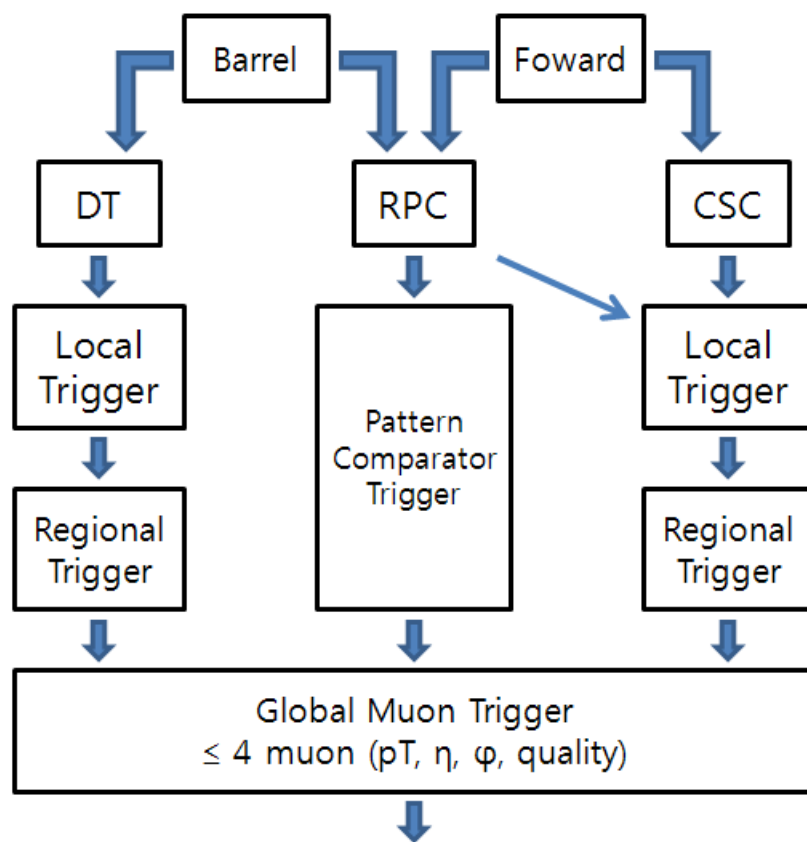 Barrel
Foward
DT
RPC
CSC
Local
Trigger
Pattern
Comparator
Trigger
Local
Trigger
Regional
Trigger
Regional
Trigger
Global Muon Trigger
≤ 4 muon (pT, η, φ, quality)